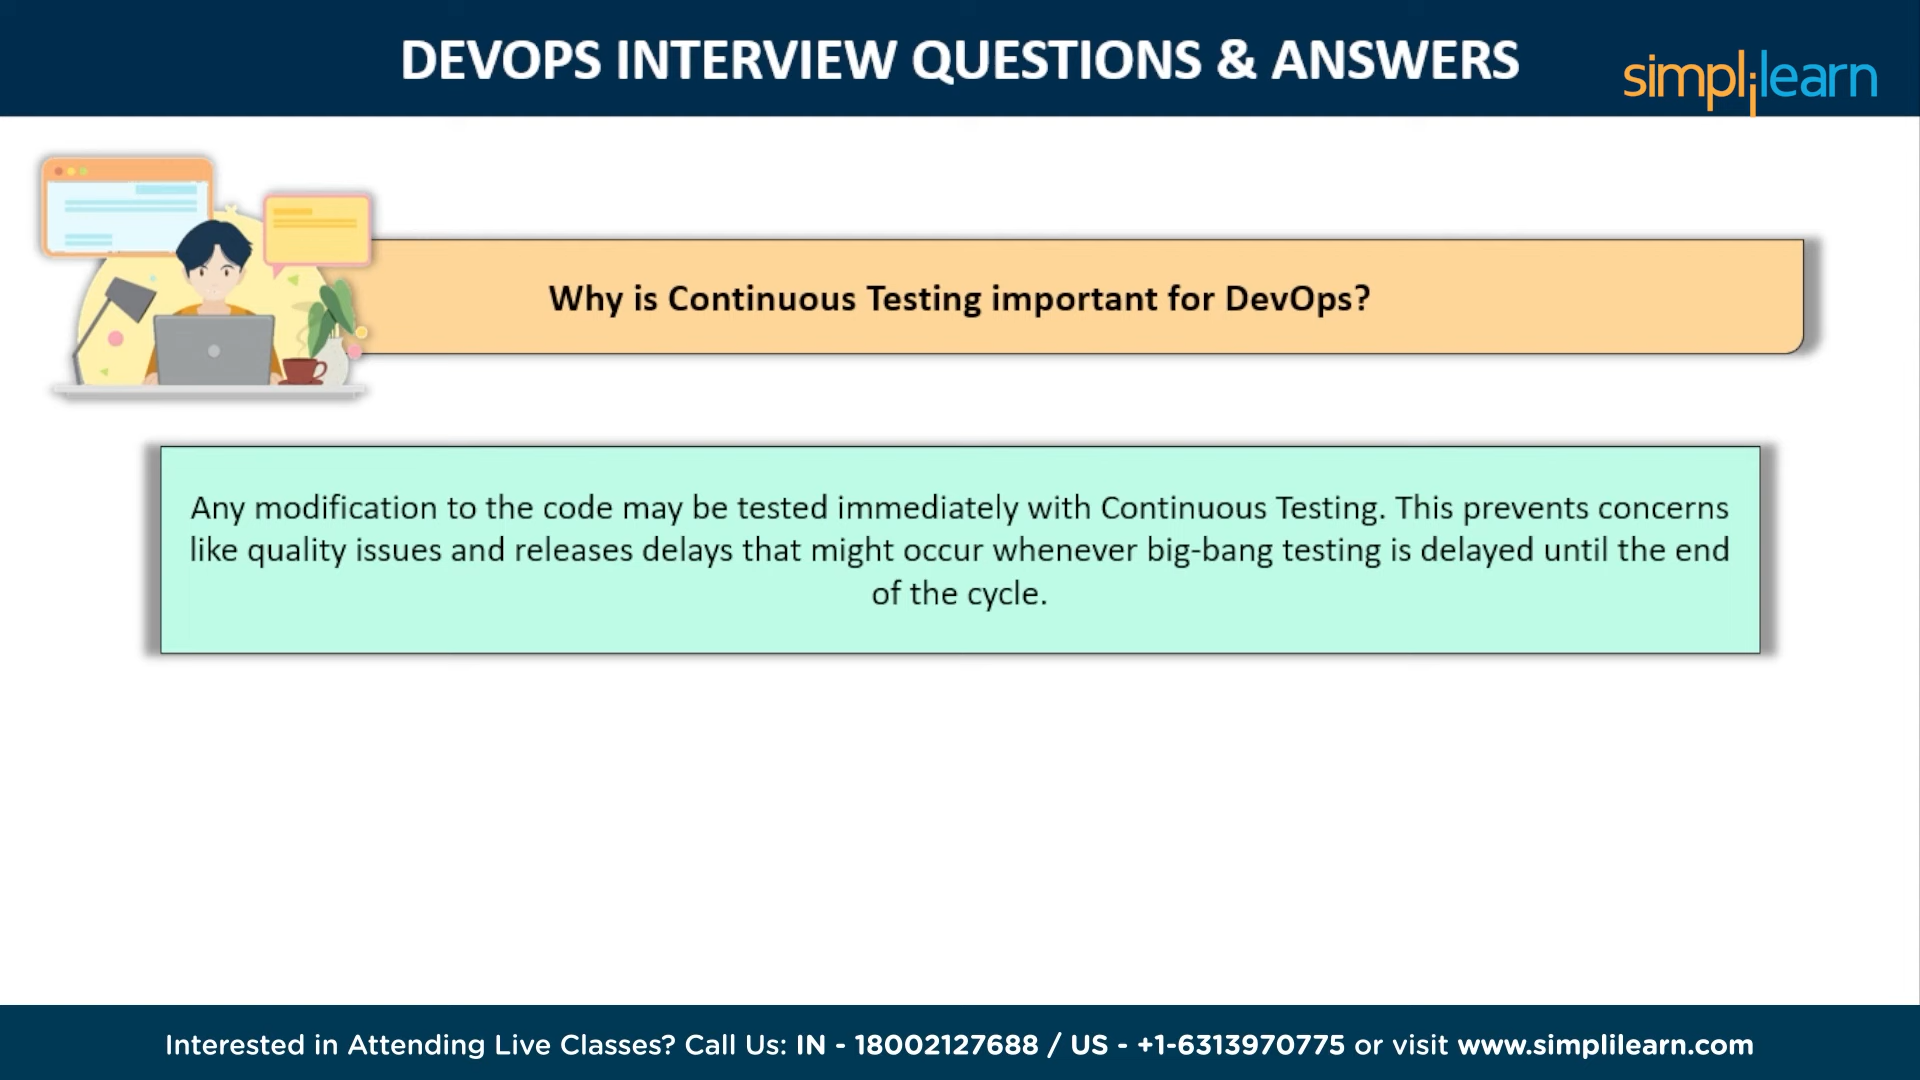 DEVOPS INTERVIEW QUESTIONS & ANSWERS
simplilearn
Why is Continuous Testing important for DevOps?
Any modification to the code may be tested immediately with Continuous Testing. This prevents concerns
like quality issues and releases delays that might occur whenever big-bang testing is delayed until the end
of the cycle.
Interested in Attending Live Classes? Call Us: IN - 18002127688 / US - +1-6313970775 or visit www.simplilearn.com